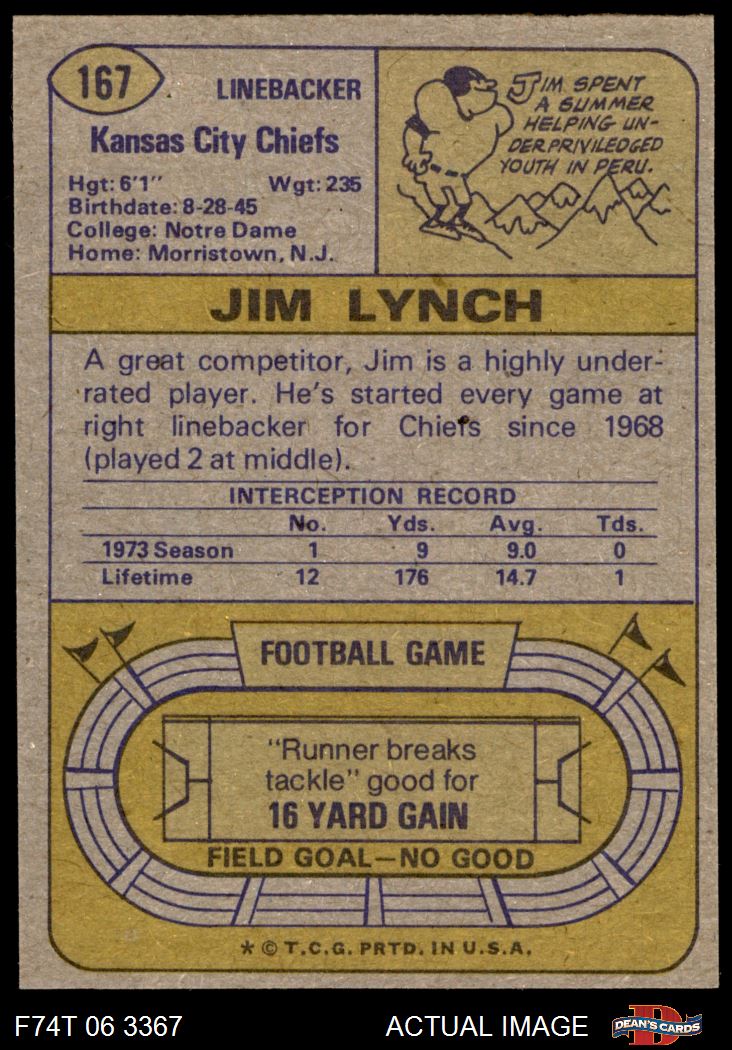 167
LINEBACKER
Kansas City Chiefs
Hgt: 6'1" Wgt: 235
Birthdate: 8-28-45
College: Notre Dame
Home: Morristown, N.J.
JIM SPENT
A SUMMER
HELPING UN-
DERPRIVILEDGED
YOUTH IN PERU.
JIM LYNCH
A great competitor, Jim is a highly under-
rated player. He's started every game at
right linebacker for Chiefs since 1968
(played 2 at middle).
INTERCEPTION RECORD
No. Yds. Avg. Tds.
1973 Season 1 9 9.0 0
Lifetime 12 176 14.7 1
FOOTBALL GAME
"Runner breaks
tackle" good for
16 YARD GAIN
FIELD GOAL—NO GOOD
* © T.C.G. PRTD. IN U.S.A.
F74T 06 3367 ACTUAL IMAGE DEAN'S CARDS